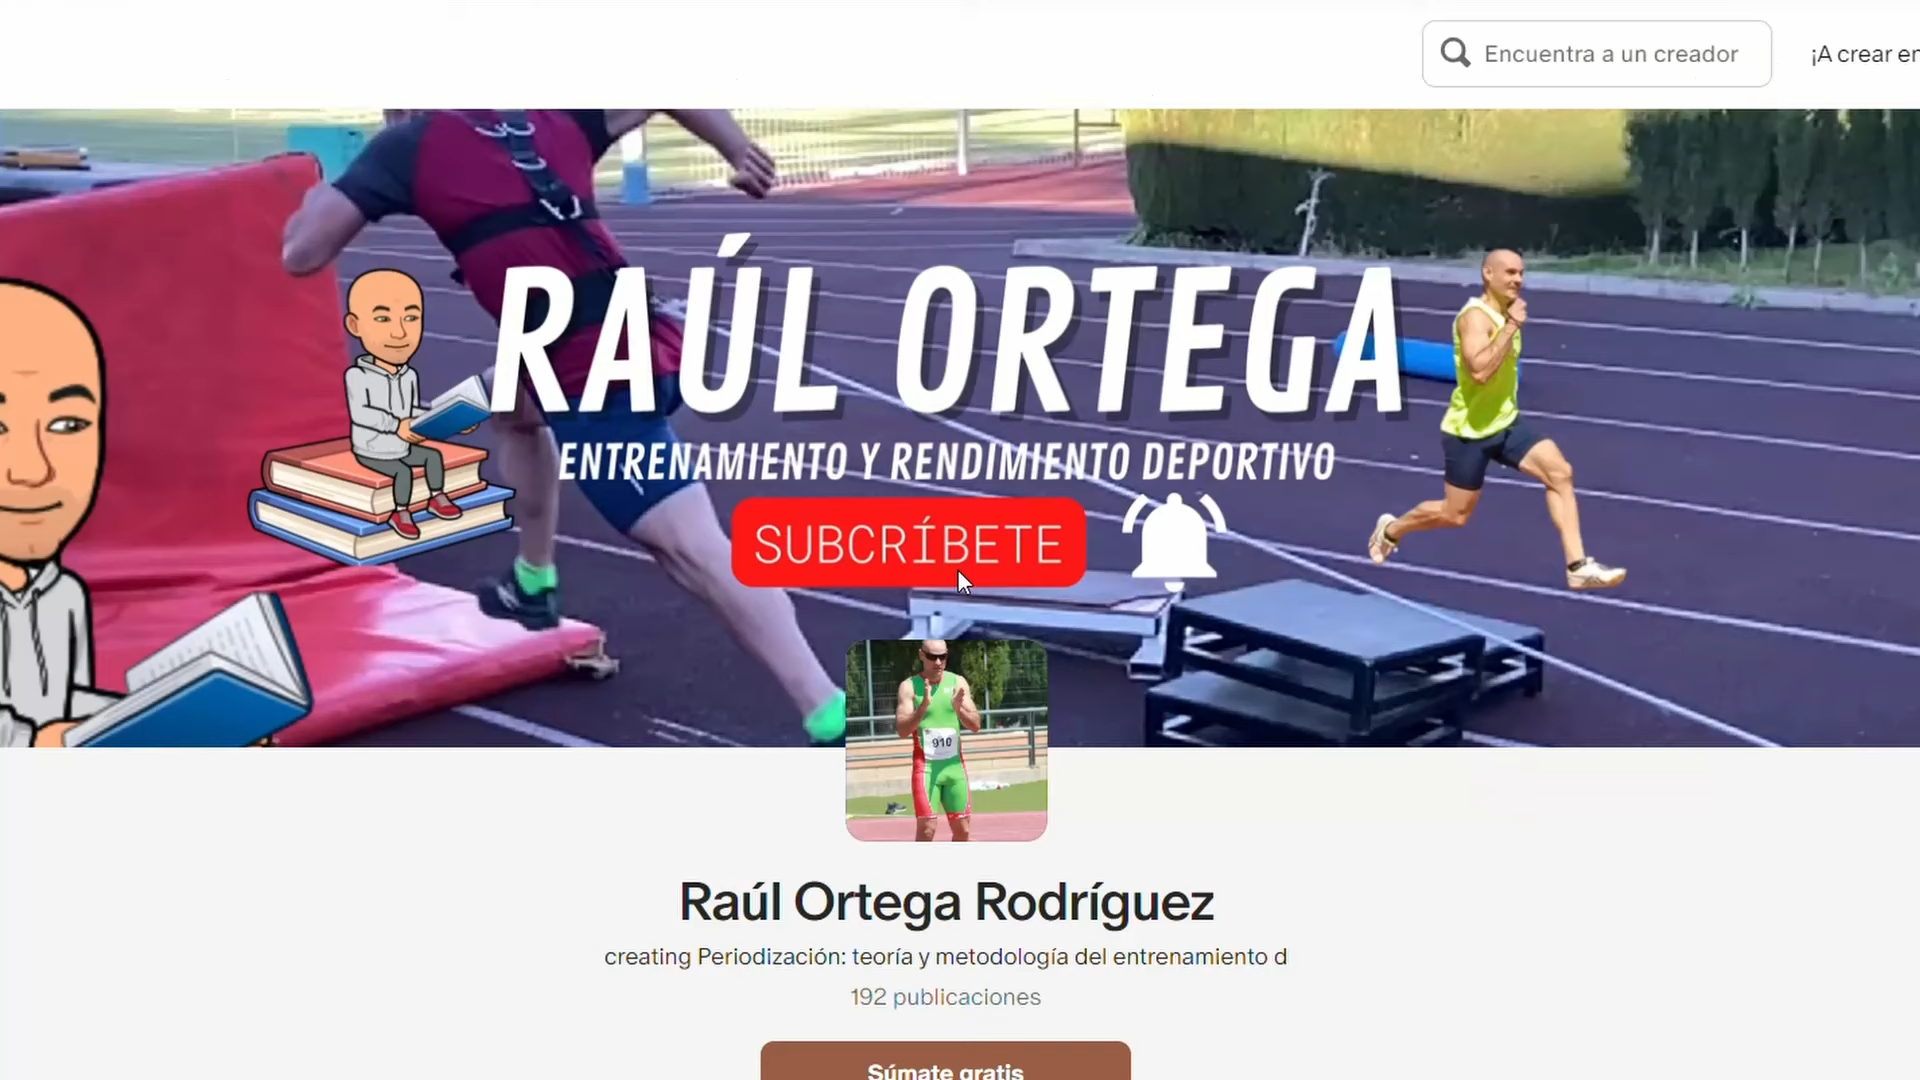 Encuentra a un creador
¡A crear en
RAÚL ORTEGA
ENTRENAMIENTO Y RENDIMIENTO DEPORTIVO
SUBCRÍBETE
910
Raúl Ortega Rodríguez
creating Periodización: teoría y metodología del entrenamiento d
192 publicaciones
Súmate gratis